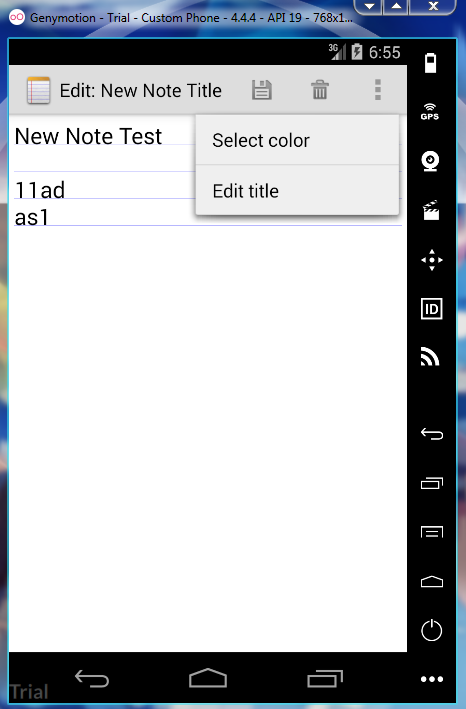 Genymotion - Trial - Custom Phone - 4.4.4 - API 19 - 768x1...
3G 6:55
Edit: New Note Title
New Note Test
Select color
11ad
Edit title
as1
GPS
ID
Trial